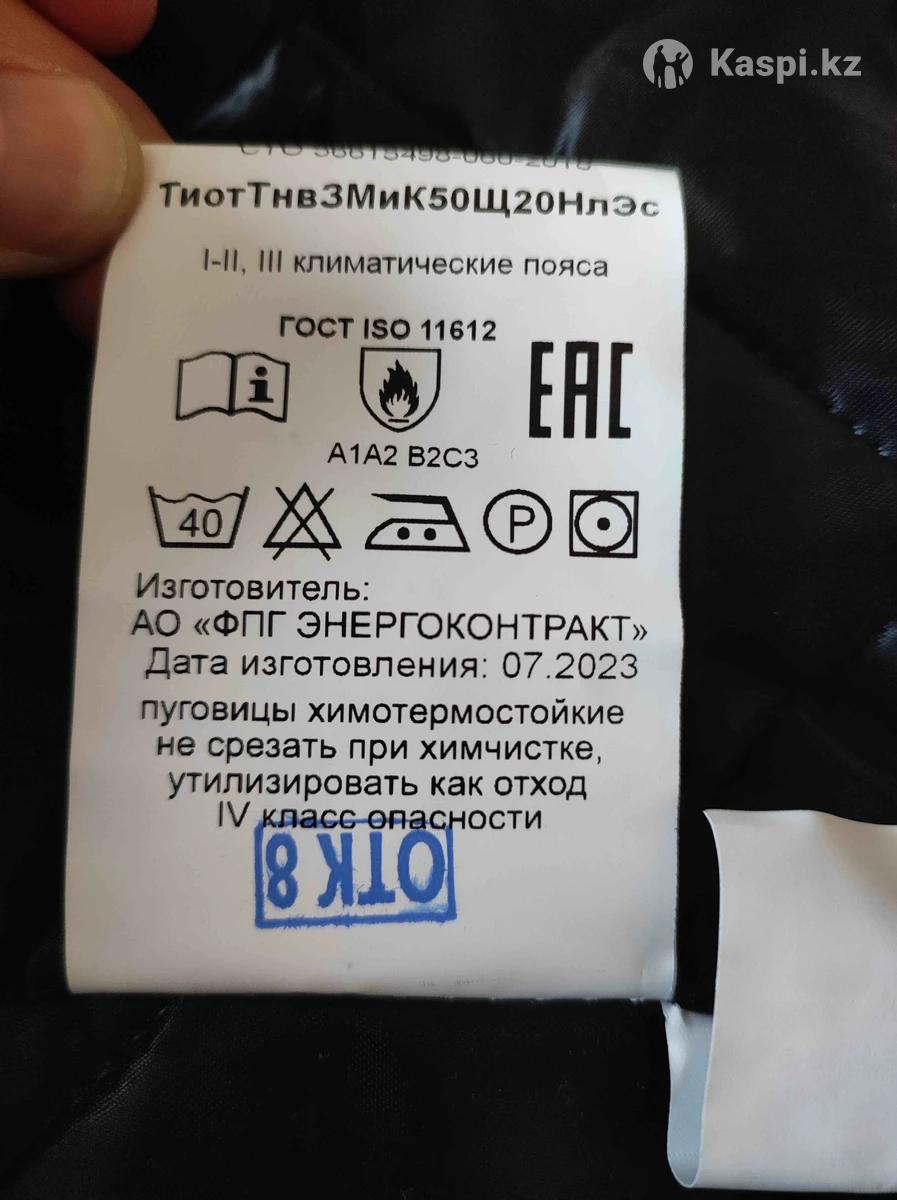 Kaspi.kz
ТиотТнвЗМиК50Щ20НлЭс
I-II, III климатические пояса
ГОСТ ISO 11612
i
EAC
A1A2 B2C3
40
P
Изготовитель:
АО «ФПГ ЭНЕРГОКОНТРАКТ»
Дата изготовления: 07.2023
пуговицы химотермостойкие
не срезать при химчистке,
утилизировать как отход
IV класс опасности
ОТК 8